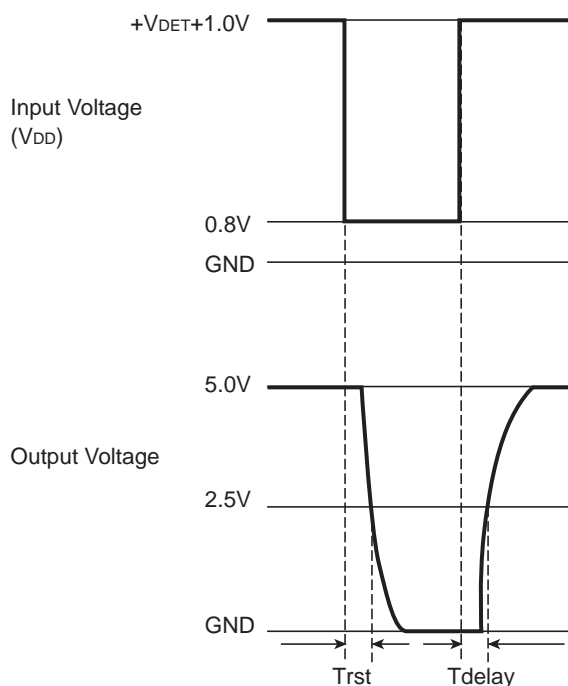 +VDET+1.0V
Input Voltage
(VDD)
0.8V
GND
5.0V
Output Voltage
2.5V
GND
Trst
Tdelay